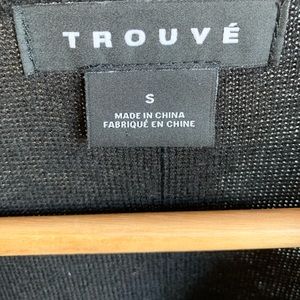 TROUVÉ
S
MADE IN CHINA
FABRIQUÉ EN CHINE